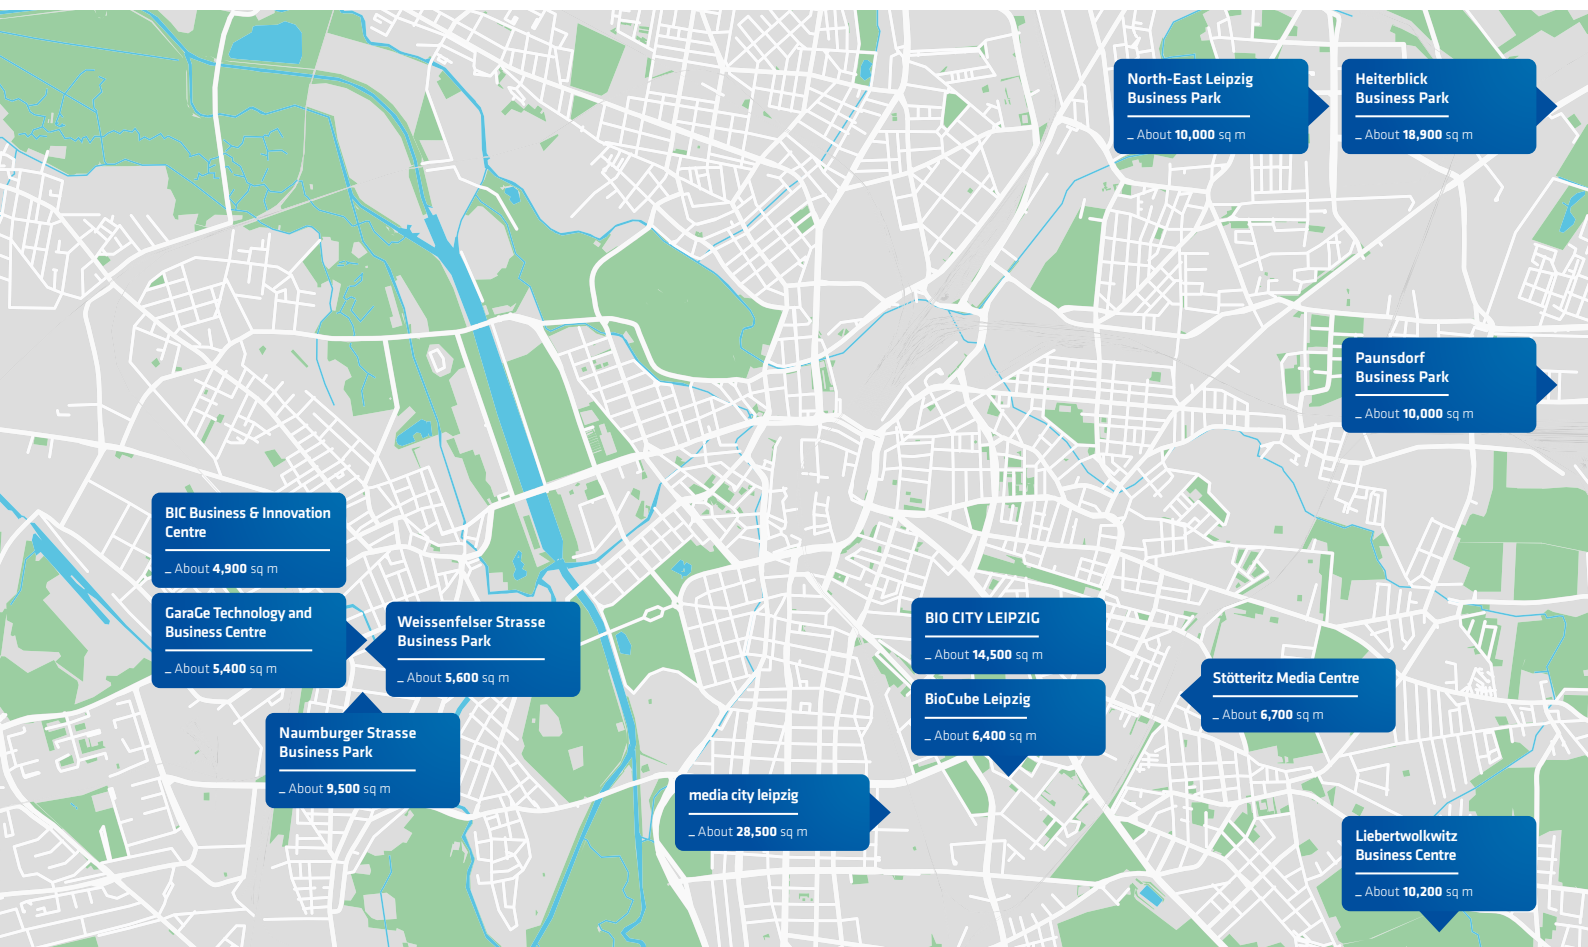 North-East Leipzig
Business Park
_ About 10,000 sq m
Heiterblick
Business Park
_ About 18,900 sq m
Paunsdorf
Business Park
_ About 10,000 sq m
BIC Business & Innovation
Centre
_ About 4,900 sq m
GaraGe Technology and
Business Centre
_ About 5,400 sq m
Weissenfelser Strasse
Business Park
_ About 5,600 sq m
Naumburger Strasse
Business Park
_ About 9,500 sq m
BIO CITY LEIPZIG
_ About 14,500 sq m
BioCube Leipzig
_ About 6,400 sq m
Stötteritz Media Centre
_ About 6,700 sq m
media city leipzig
_ About 28,500 sq m
Liebertwolkwitz
Business Centre
_ About 10,200 sq m